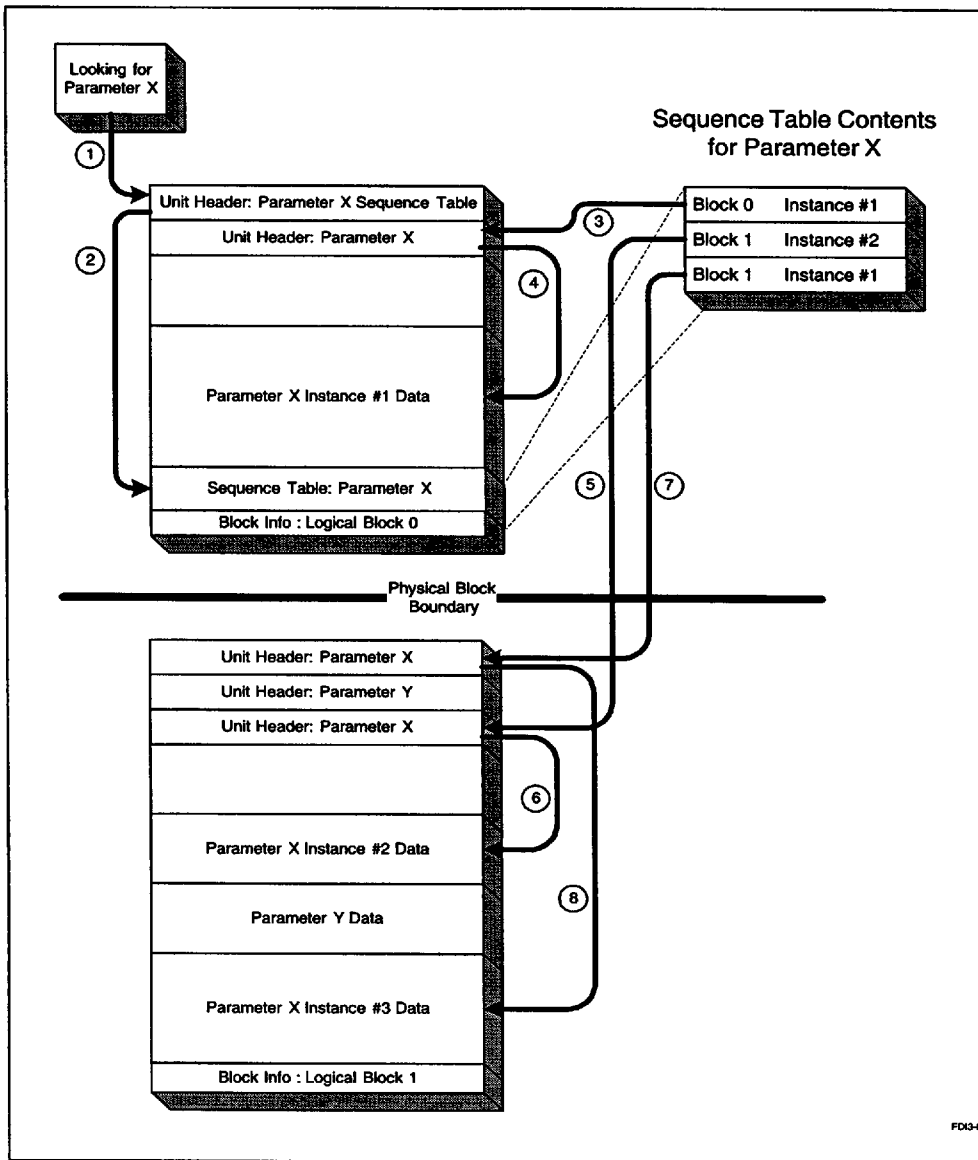 Looking for
Parameter X
Sequence Table Contents
for Parameter X
1
Unit Header: Parameter X Sequence Table
Block 0 Instance #1
3
Unit Header: Parameter X
Block 1 Instance #2
2
4
Block 1 Instance #1
Parameter X Instance #1 Data
Sequence Table: Parameter X
5
7
Block Info : Logical Block 0
Physical Block
Boundary
Unit Header: Parameter X
Unit Header: Parameter Y
Unit Header: Parameter X
6
Parameter X Instance #2 Data
8
Parameter Y Data
Parameter X Instance #3 Data
Block Info : Logical Block 1